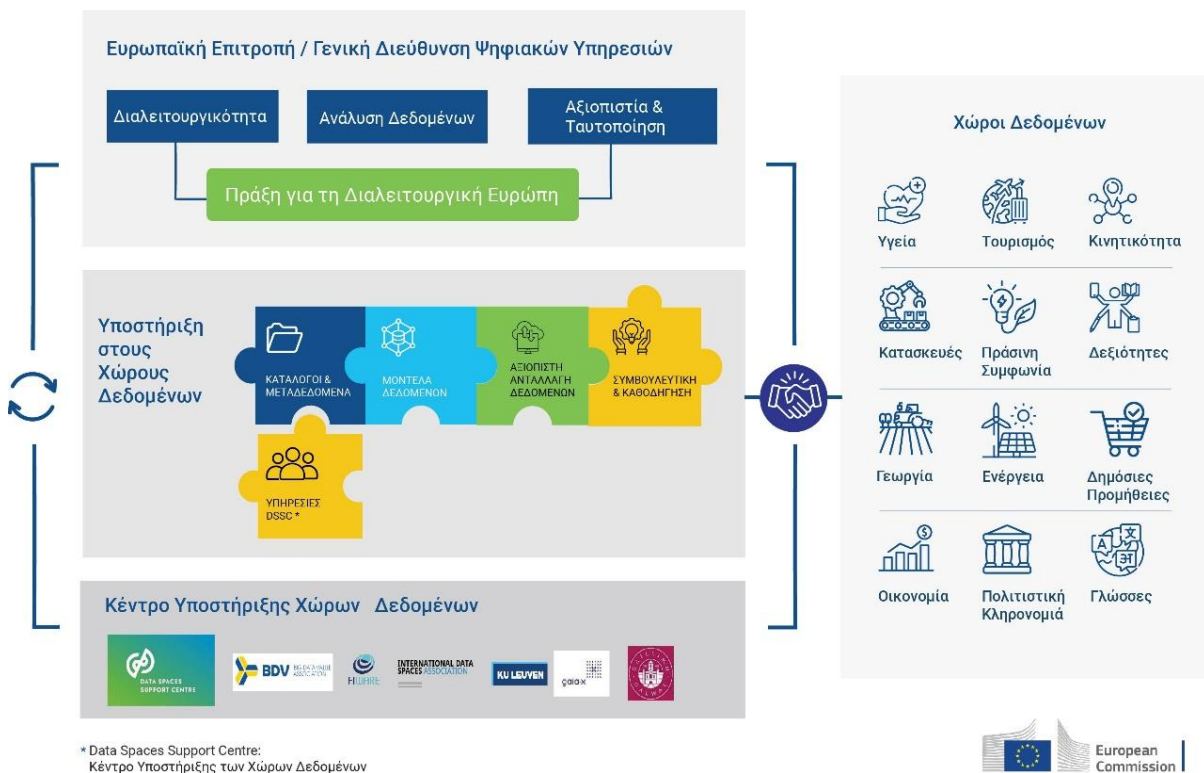 Ευρωπαϊκή Επιτροπή / Γενική Διεύθυνση Ψηφιακών Υπηρεσιών
Διαλειτουργικότητα
Ανάλυση Δεδομένων
Αξιοπιστία &
Ταυτοποίηση
Πράξη για τη Διαλειτουργική Ευρώπη
Υποστήριξη
στους
Χώρους
Δεδομένων
ΚΑΤΑΛΟΓΟΙ &
ΜΕΤΑΔΕΔΟΜΕΝΑ
ΜΟΝΤΕΛΑ
ΔΕΔΟΜΕΝΩΝ
ΑΞΙΟΠΙΣΤΗ
ΑΝΤΑΛΛΑΓΗ
ΔΕΔΟΜΕΝΩΝ
ΣΥΜΒΟΥΛΕΥΤΙΚΗ
& ΚΑΘΟΔΗΓΗΣΗ
ΥΠΗΡΕΣΙΕΣ
DSSC *
Κέντρο Υποστήριξης Χώρων Δεδομένων
DATA SPACES
SUPPORT CENTRE
BDV
BIG DATA VALUE
ASSOCIATION
FIWARE
INTERNATIONAL DATA
SPACES ASSOCIATION
KU LEUVEN
gaia-x
* Data Spaces Support Centre:
Κέντρο Υποστήριξης των Χώρων Δεδομένων
Χώροι Δεδομένων
Υγεία
Τουρισμός
Κινητικότητα
Κατασκευές
Πράσινη
Συμφωνία
Δεξιότητες
Γεωργία
Ενέργεια
Δημόσιες
Προμήθειες
Οικονομία
Πολιτιστική
Κληρονομιά
Γλώσσες
European
Commission